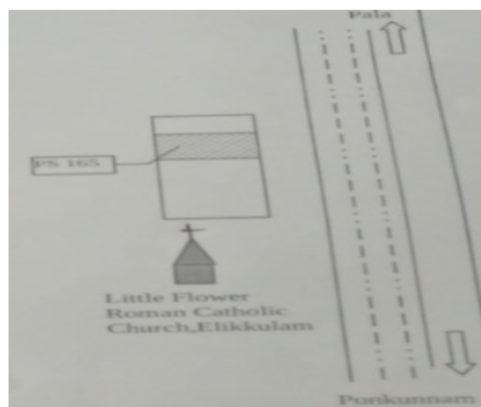 Pala
PS 165
Little Flower
Roman Catholic
Church,Elikkulam
Ponkunnam